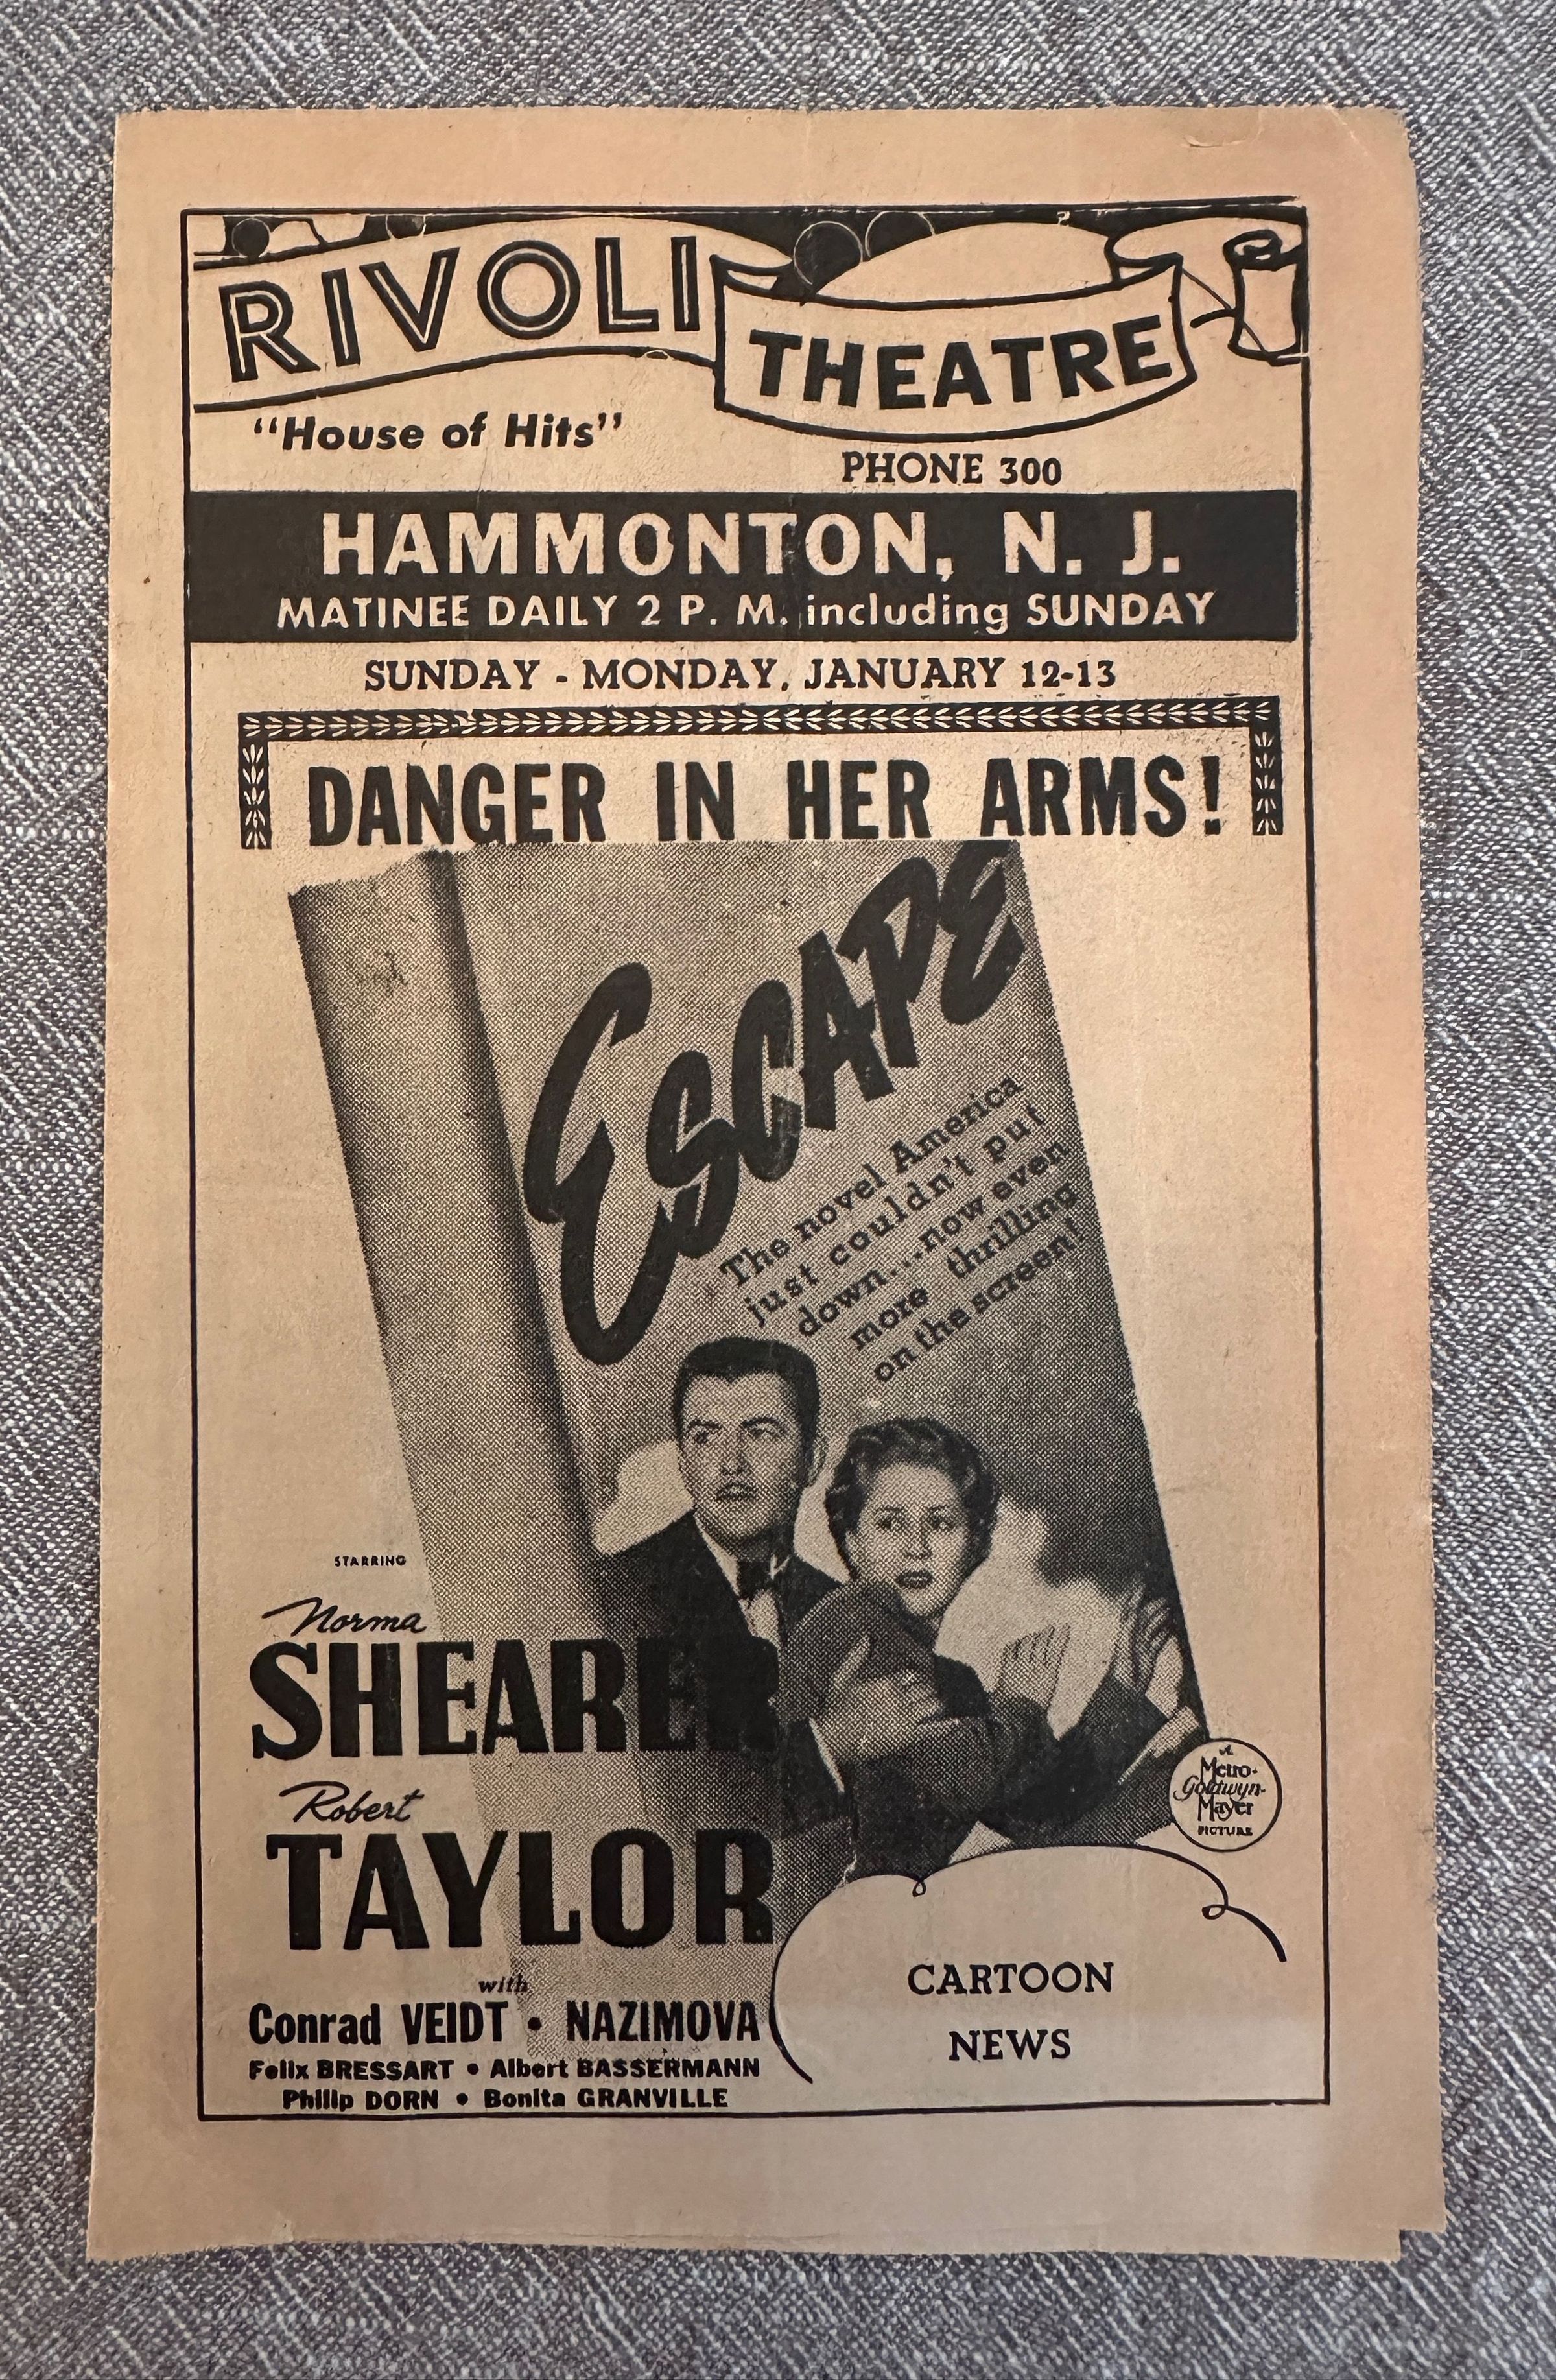 RIVOLI
THEATRE
"House of Hits"
PHONE 300
HAMMONTON, N. J.
MATINEE DAILY 2 P. M. including SUNDAY
SUNDAY - MONDAY, JANUARY 12-13
DANGER IN HER ARMS!
ESCAPE
The novel America
just couldn't put
down...now even
more thrilling
on the screen!
STARRING
Norma
SHEARER
Robert
TAYLOR
A
Metro-
Goldwyn-
Mayer
PICTURE
with
Conrad VEIDT • NAZIMOVA
Felix BRESSART • Albert BASSERMANN
Philip DORN • Bonita GRANVILLE
CARTOON
NEWS